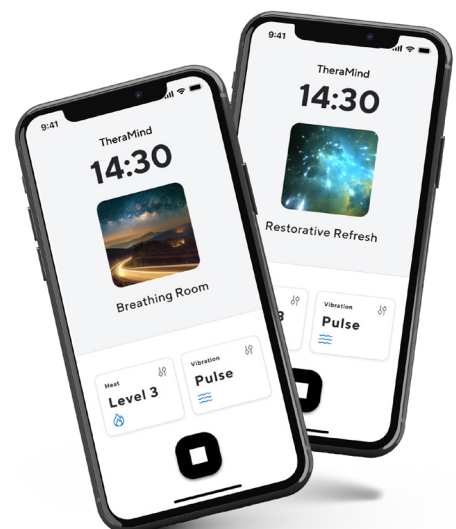 9:41
TheraMind
14:30
Breathing Room
Heat
Level 3
Vibration
Pulse
9:41
TheraMind
14:30
Restorative Refresh
3
Vibration
Pulse